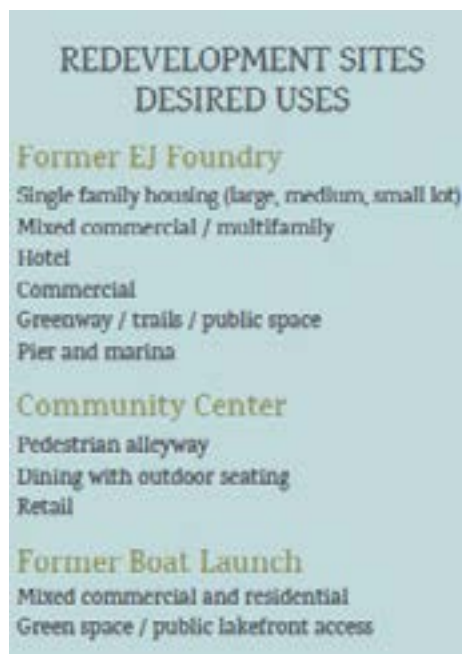 REDEVELOPMENT SITES
DESIRED USES
Former EJ Foundry
Single family housing (large, medium, small lot)
Mixed commercial / multifamily
Hotel
Commercial
Greenway / trails / public space
Pier and marina
Community Center
Pedestrian alleyway
Dining with outdoor seating
Retail
Former Boat Launch
Mixed commercial and residential
Green space / public lakefront access